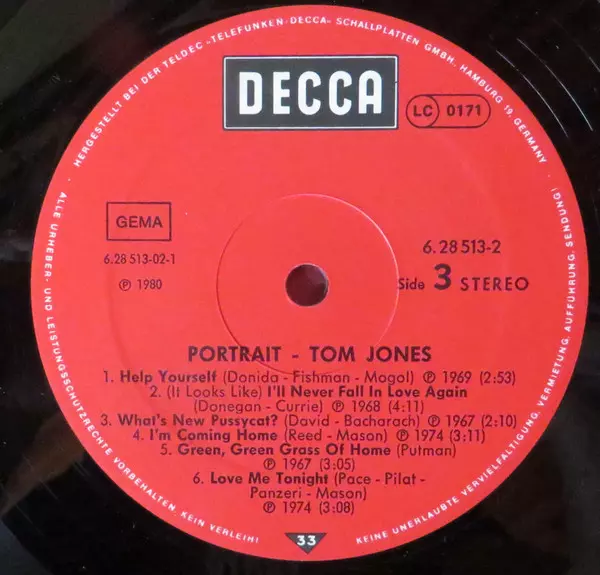 HERGESTELLT BEI DER TELDEC »TELEFUNKEN-DECCA« SCHALLPLATTEN GMBH · HAMBURG 19, GERMANY
DECCA
LC 0171
GEMA
6.28 513-02-1
℗ 1980
6.28 513-2
Side 3 STEREO
PORTRAIT - TOM JONES
1. Help Yourself (Donida - Fishman - Mogol) ℗ 1969 (2:53)
2. (It Looks Like) I'll Never Fall In Love Again
(Donegan - Currie) ℗ 1968 (4:11)
3. What's New Pussycat? (David - Bacharach) ℗ 1967 (2:10)
4. I'm Coming Home (Reed - Mason) ℗ 1974 (3:11)
5. Green, Green Grass Of Home (Putman)
℗ 1967 (3:05)
6. Love Me Tonight (Pace - Pilat -
Panzeri - Mason)
℗ 1974 (3:08)
33
ALLE URHEBER- UND LEISTUNGSSCHUTZRECHTE VORBEHALTEN. KEIN VERLEIH!
KEINE UNERLAUBTE VERVIELFÄLTIGUNG, VERMIETUNG, AUFFÜHRUNG, SENDUNG!